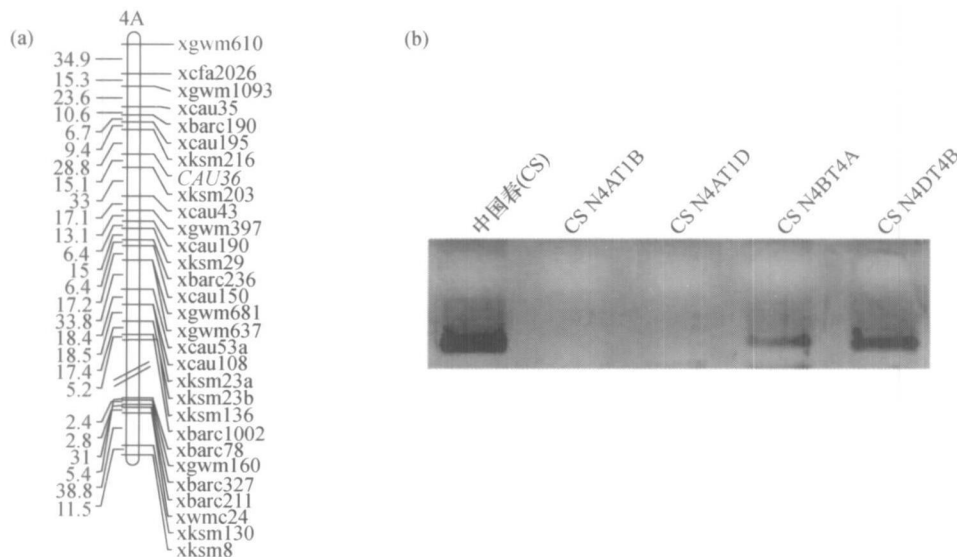 (a)
4A
34.9
15.3
23.6
10.6
6.7
9.4
28.8
15.1
33
17.1
13.1
6.4
15
6.4
17.2
33.8
18.4
18.5
17.4
5.2
2.4
2.8
31
5.4
38.8
11.5
xgwm610
xcfa2026
xgwm1093
xcau35
xbarc190
xcau195
xksm216
CAU36
xksm203
xcau43
xgwm397
xcau190
xksm29
xbarc236
xcau150
xgwm681
xgwm637
xcau53a
xcau108
xksm23a
xksm23b
xksm136
xbarc1002
xbarc78
xgwm160
xbarc327
xbarc211
xwmc24
xksm130
xksm8
(b)
中国春(CS)
CS N4AT1B
CS N4AT1D
CS N4BT4A
CS N4DT4B